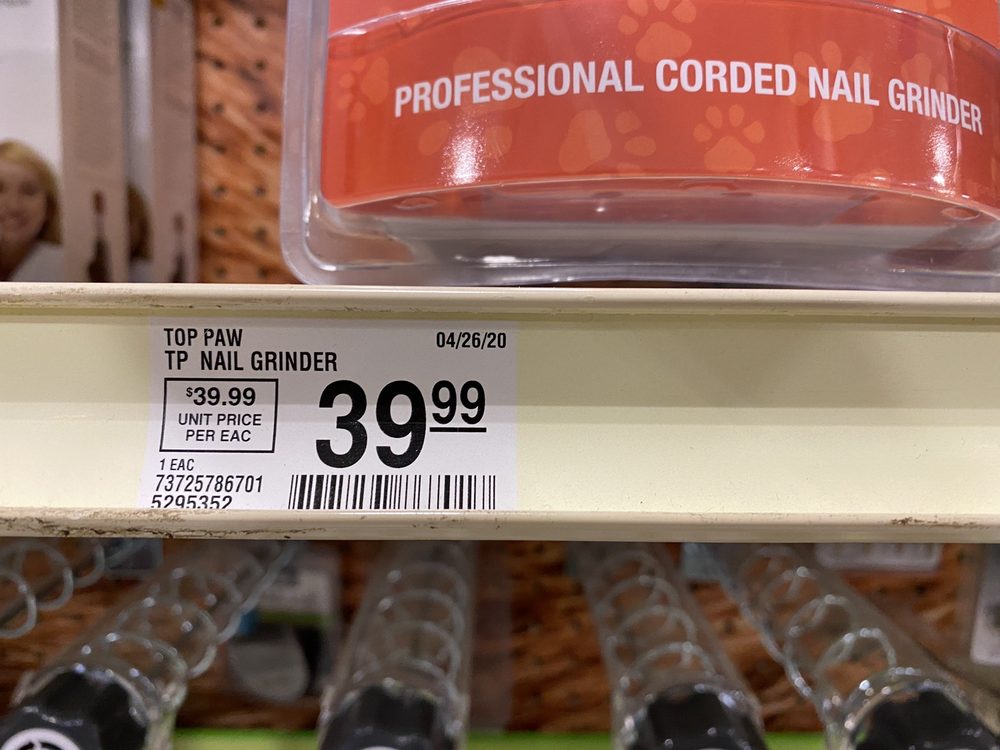 PROFESSIONAL CORDED NAIL GRINDER
TOP PAW
04/26/20
TP NAIL GRINDER
$39.99
UNIT PRICE
PER EAC
39 99
1 EAC
73725786701
5295352